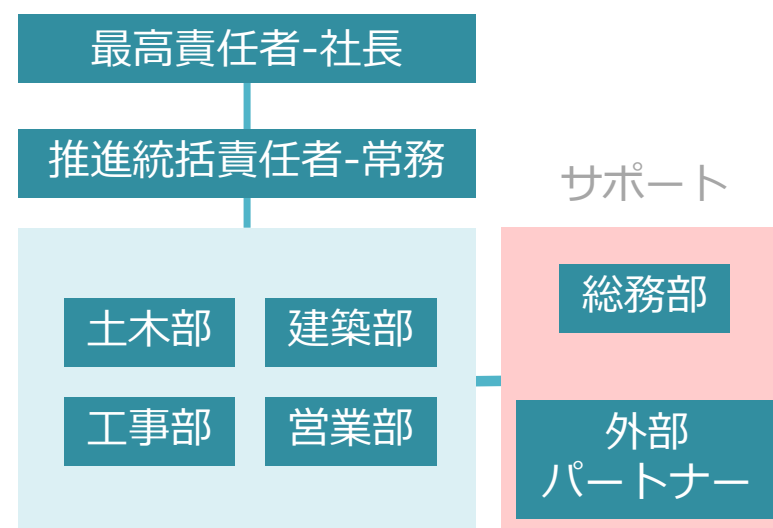 最高責任者-社長
推進統括責任者-常務
サポート
総務部
土木部
建築部
工事部
営業部
外部
パートナー